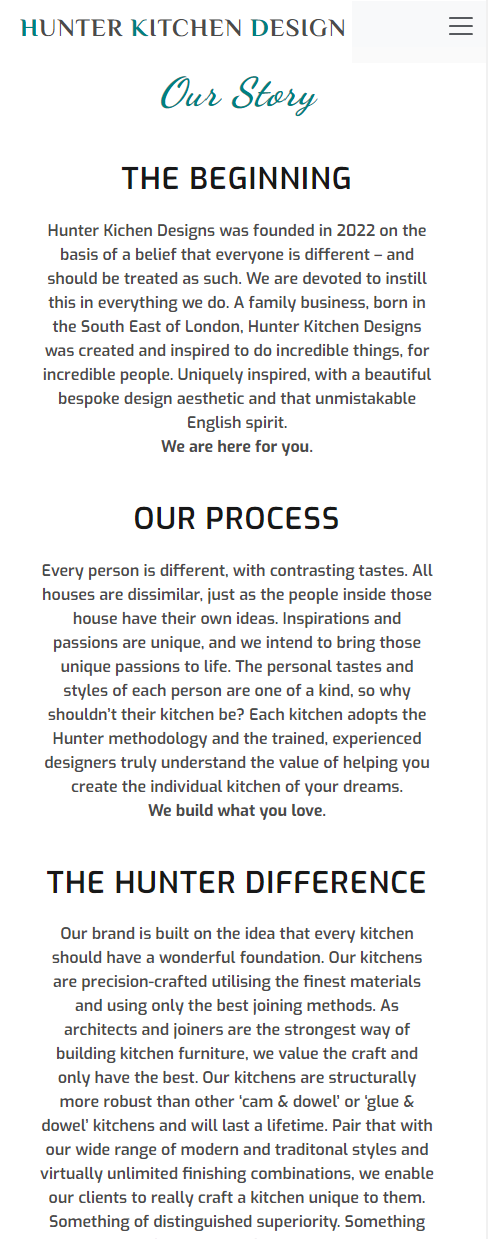 HUNTER KITCHEN DESIGN
Our Story
THE BEGINNING
Hunter Kichen Designs was founded in 2022 on the
basis of a belief that everyone is different – and
should be treated as such. We are devoted to instill
this in everything we do. A family business, born in
the South East of London, Hunter Kitchen Designs
was created and inspired to do incredible things, for
incredible people. Uniquely inspired, with a beautiful
bespoke design aesthetic and that unmistakable
English spirit.
We are here for you.
OUR PROCESS
Every person is different, with contrasting tastes. All
houses are dissimilar, just as the people inside those
house have their own ideas. Inspirations and
passions are unique, and we intend to bring those
unique passions to life. The personal tastes and
styles of each person are one of a kind, so why
shouldn't their kitchen be? Each kitchen adopts the
Hunter methodology and the trained, experienced
designers truly understand the value of helping you
create the individual kitchen of your dreams.
We build what you love.
THE HUNTER DIFFERENCE
Our brand is built on the idea that every kitchen
should have a wonderful foundation. Our kitchens
are precision-crafted utilising the finest materials
and using only the best joining methods. As
architects and joiners are the strongest way of
building kitchen furniture, we value the craft and
only have the best. Our kitchens are structurally
more robust than other ‘cam & dowel’ or ‘glue &
dowel’ kitchens and will last a lifetime. Pair that with
our wide range of modern and traditonal styles and
virtually unlimited finishing combinations, we enable
our clients to really craft a kitchen unique to them.
Something of distinguished superiority. Something